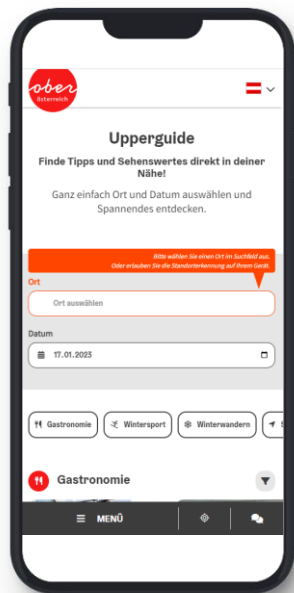 ober
österreich
Upperguide
Finde Tipps und Sehenswertes direkt in deiner
Nähe!
Ganz einfach Ort und Datum auswählen und
Spannendes entdecken.
Bitte wählen Sie einen Ort im Suchfeld aus.
Oder erlauben Sie die Standorterkennung auf Ihrem Gerät.
Ort
Ort auswählen
Datum
17.01.2023
Gastronomie Wintersport Winterwandern
Gastronomie
MENÜ